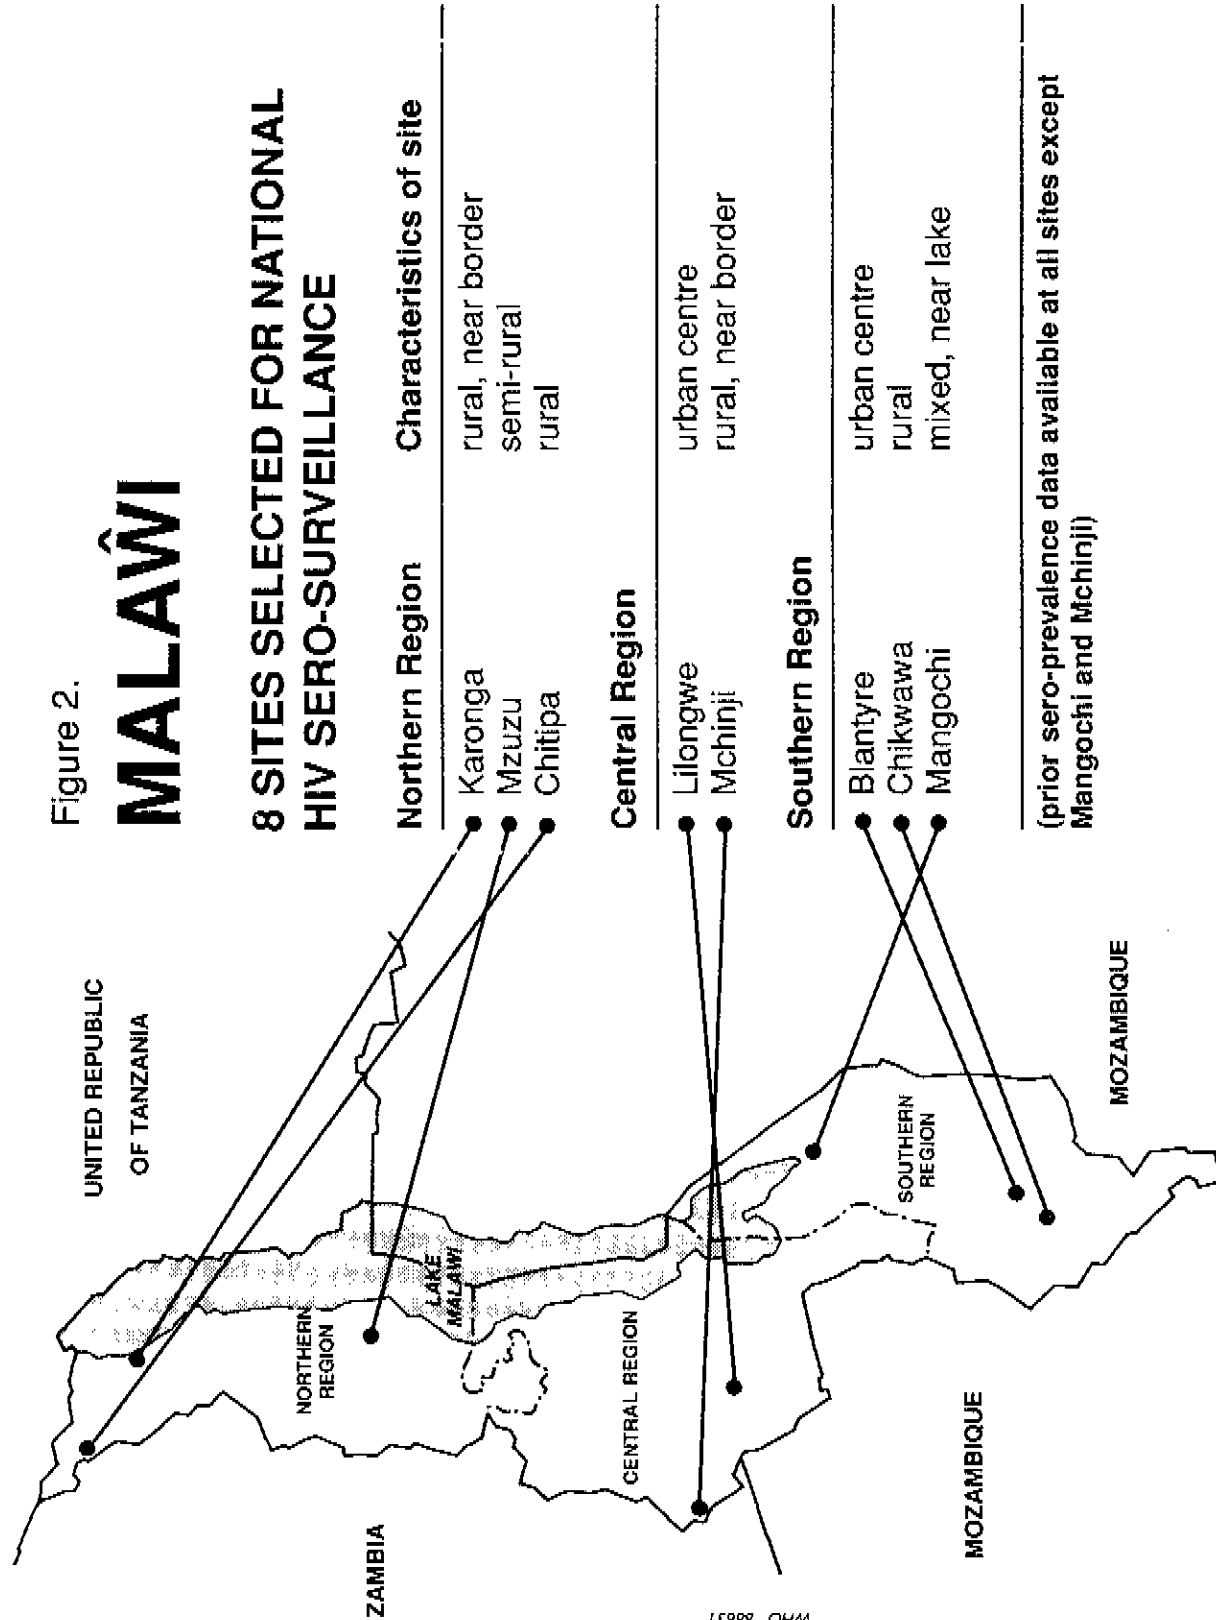 Figure 2.
MALAŴI
8 SITES SELECTED FOR NATIONAL
HIV SERO-SURVEILLANCE
Northern Region Characteristics of site
Karonga rural, near border
Mzuzu semi-rural
Chitipa rural
Central Region
Lilongwe urban centre
Mchinji rural, near border
Southern Region
Blantyre urban centre
Chikwawa rural
Mangochi mixed, near lake
(prior sero-prevalence data available at all sites except
Mangochi and Mchinji)
UNITED REPUBLIC
OF TANZANIA
NORTHERN
REGION
LAKE
MALAWI
ZAMBIA
CENTRAL REGION
SOUTHERN
REGION
MOZAMBIQUE
MOZAMBIQUE
WHO 88631